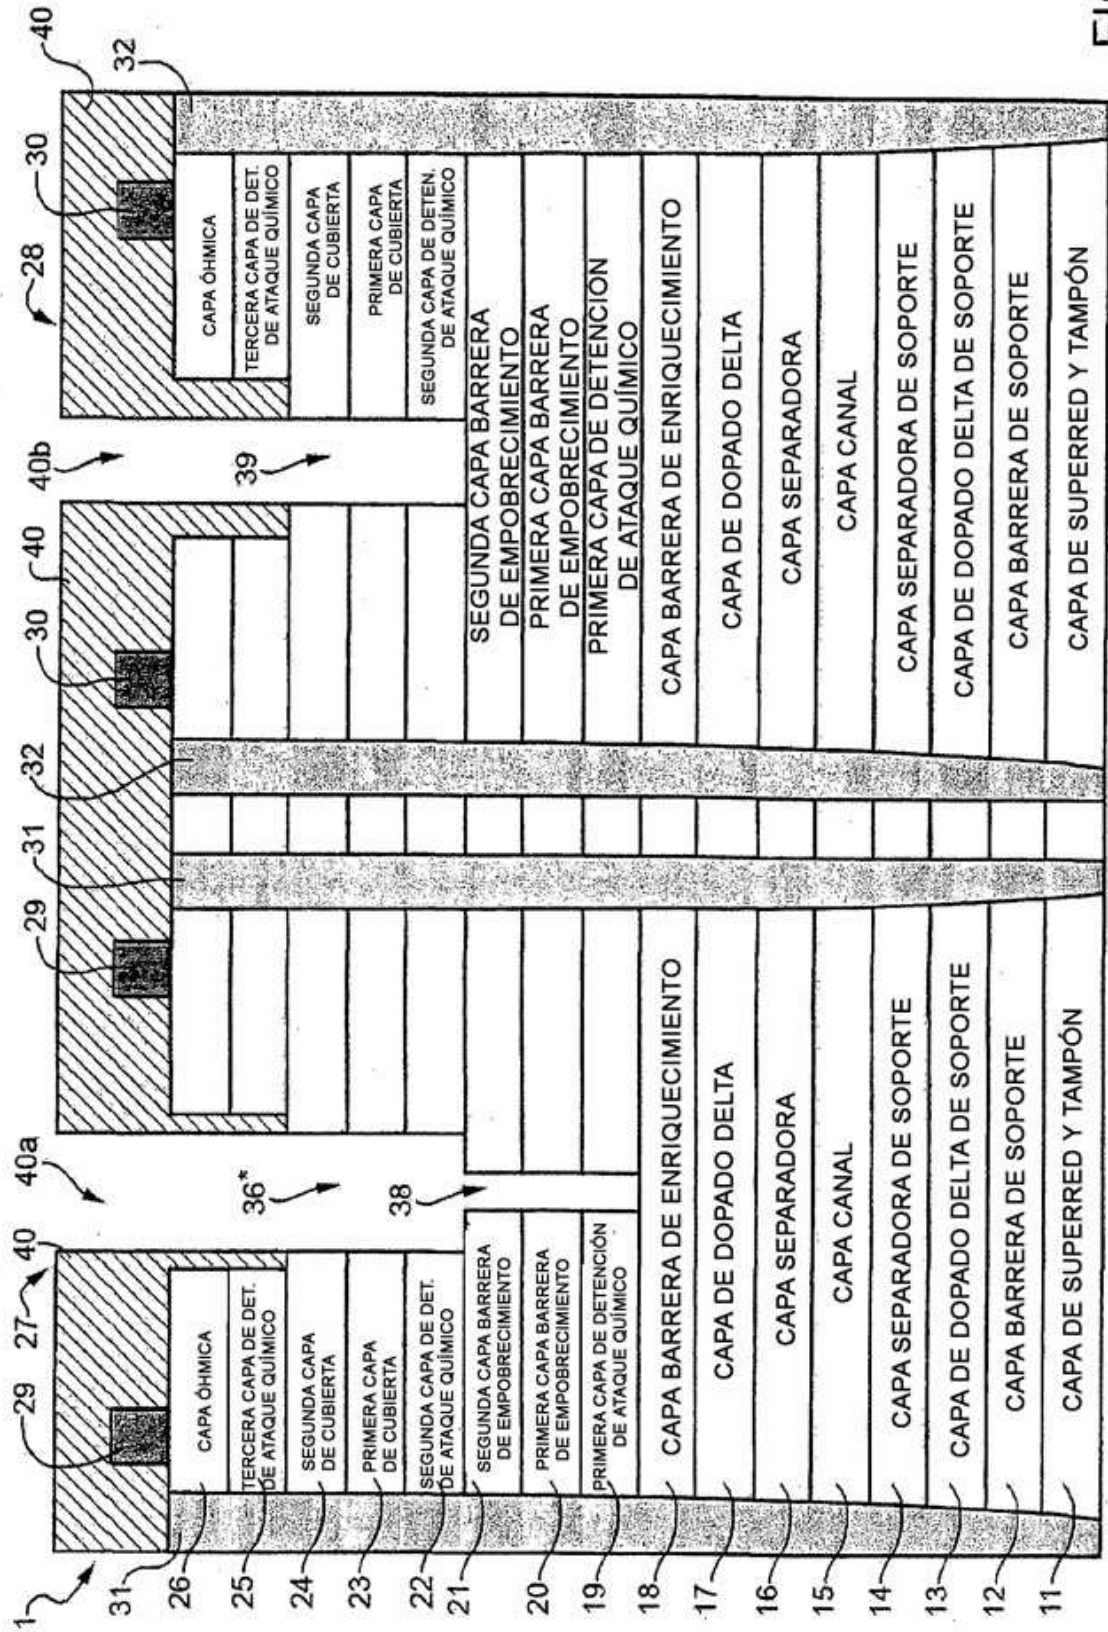 1
27
40
40a
29
31
32
30
40
40b
28
30
40
32
29
31
26
25
24
23
22
21
20
19
18
17
16
15
14
13
12
11
36*
38
39
CAPA ÓHMICA
TERCERA CAPA DE DET.
DE ATAQUE QUÍMICO
SEGUNDA CAPA
DE CUBIERTA
PRIMERA CAPA
DE CUBIERTA
SEGUNDA CAPA DE DET.
DE ATAQUE QUÍMICO
SEGUNDA CAPA BARRERA
DE EMPOBRECIMIENTO
PRIMERA CAPA BARRERA
DE EMPOBRECIMIENTO
PRIMERA CAPA DE DETENCIÓN
DE ATAQUE QUÍMICO
CAPA BARRERA DE ENRIQUECIMIENTO
CAPA DE DOPADO DELTA
CAPA SEPARADORA
CAPA CANAL
CAPA SEPARADORA DE SOPORTE
CAPA DE DOPADO DELTA DE SOPORTE
CAPA BARRERA DE SOPORTE
CAPA DE SUPERRED Y TAMPÓN
CAPA ÓHMICA
TERCERA CAPA DE DET.
DE ATAQUE QUÍMICO
SEGUNDA CAPA
DE CUBIERTA
PRIMERA CAPA
DE CUBIERTA
SEGUNDA CAPA DE DETEN.
DE ATAQUE QUÍMICO
SEGUNDA CAPA BARRERA
DE EMPOBRECIMIENTO
PRIMERA CAPA BARRERA
DE EMPOBRECIMIENTO
PRIMERA CAPA DE DETENCIÓN
DE ATAQUE QUÍMICO
CAPA BARRERA DE ENRIQUECIMIENTO
CAPA DE DOPADO DELTA
CAPA SEPARADORA
CAPA CANAL
CAPA SEPARADORA DE SOPORTE
CAPA DE DOPADO DELTA DE SOPORTE
CAPA BARRERA DE SOPORTE
CAPA DE SUPERRED Y TAMPÓN